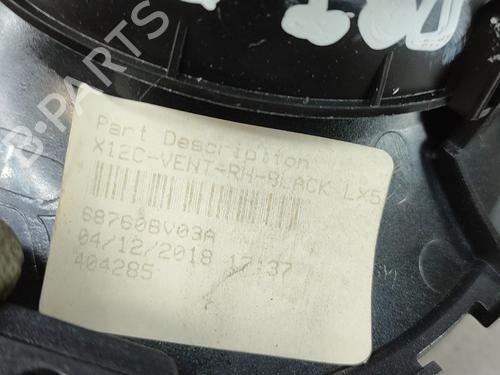 Part Description
X12C-VENT-RH-BLACK LX5
68760BV03A
04/12/2018 17:37
404285
B-PARTS